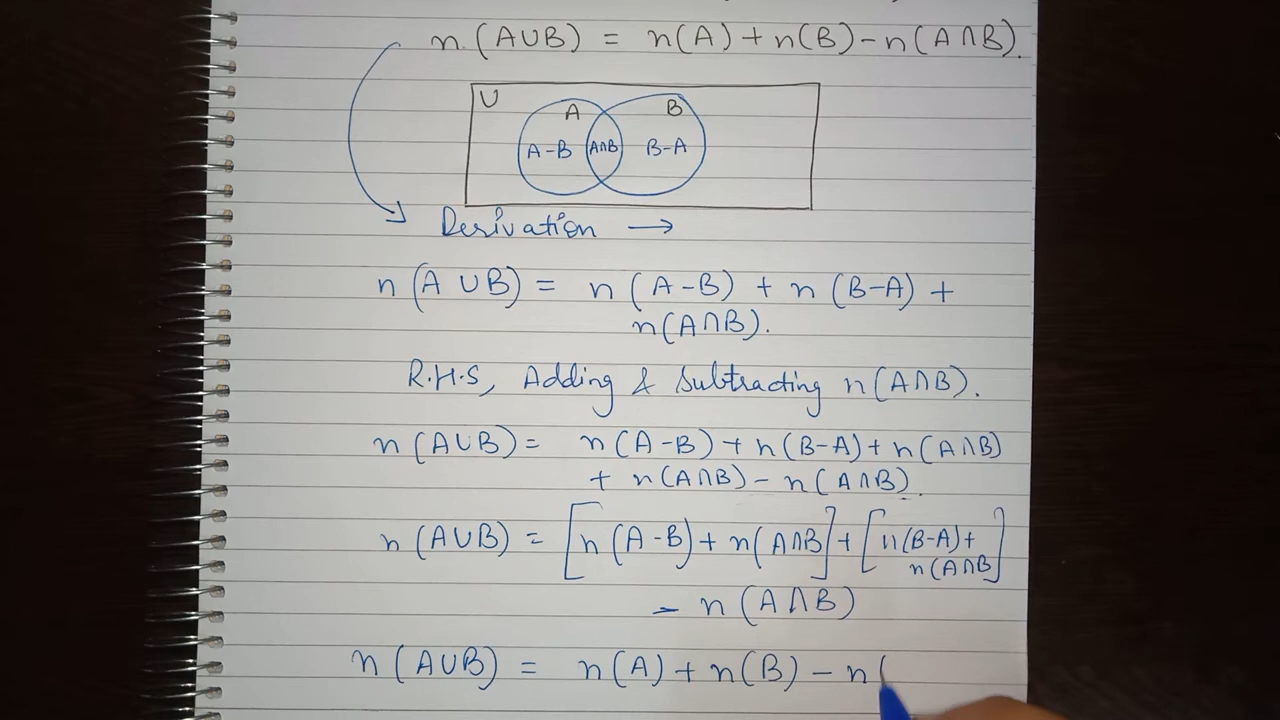 n (A∪B) = n(A) + n(B) - n(A∩B).
U
A
B
A-B
A∩B
B-A
Derivation →
n (A ∪ B) = n (A-B) + n (B-A) +
n(A∩B).
R.H.S, Adding & Subtracting n(A∩B).
n (A∪B) = n (A-B) + n(B-A) + n(A∩B)
+ n(A∩B) - n(A∩B).
n (A∪B) = [n (A-B) + n(A∩B] + [n(B-A) +
n(A∩B]
- n (A∩B)
n (A∪B) = n(A) + n(B) - n(